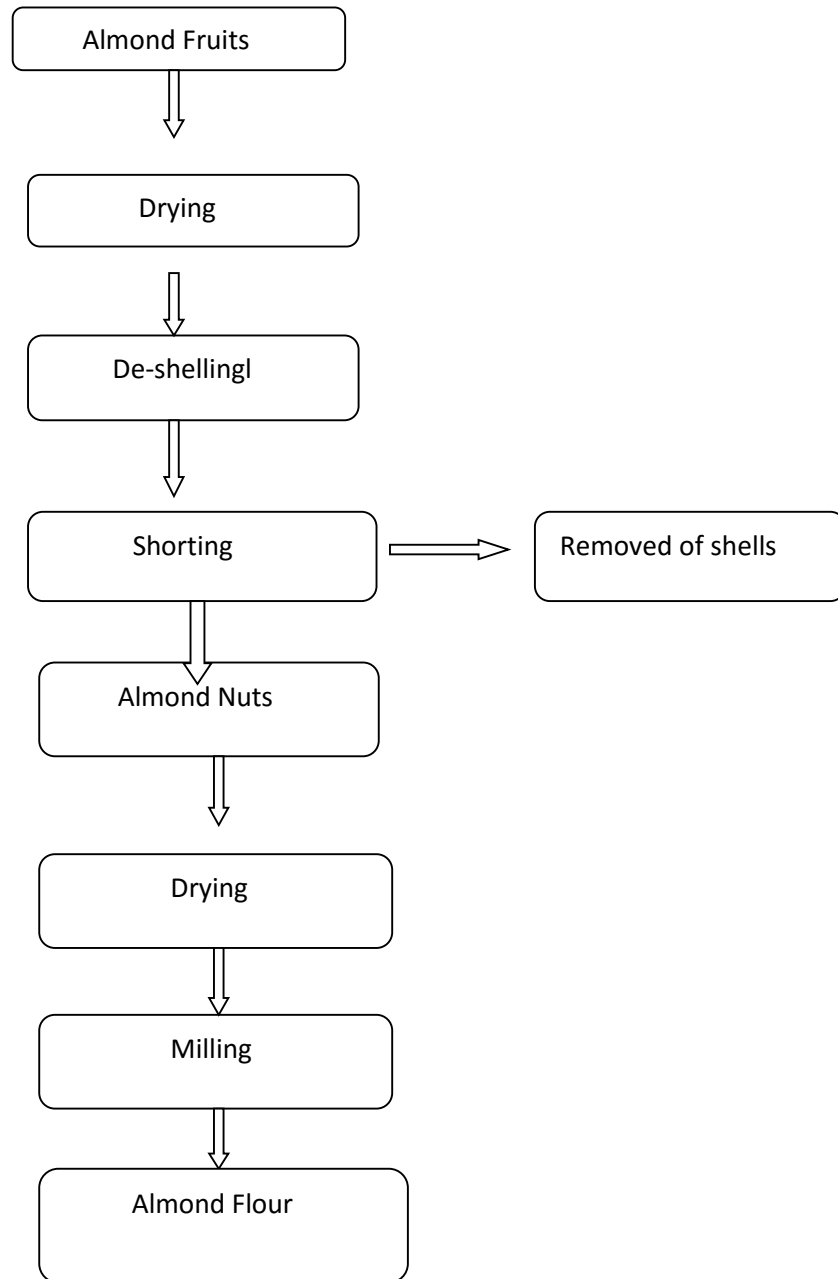 Almond Fruits
Drying
De-shellingl
Shorting
Removed of shells
Almond Nuts
Drying
Milling
Almond Flour